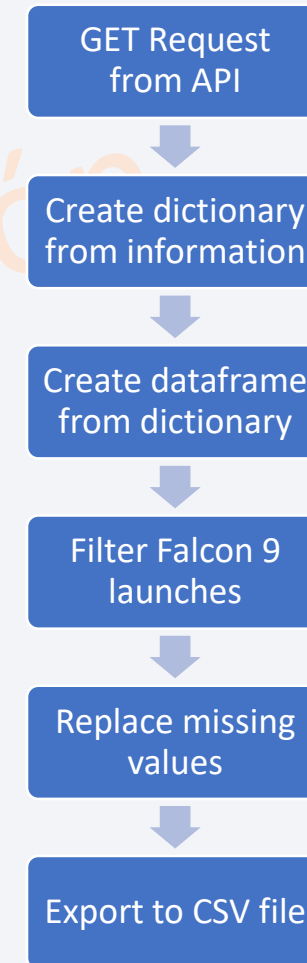 GET Request
from API
Create dictionary
from information
Create dataframe
from dictionary
Filter Falcon 9
launches
Replace missing
values
Export to CSV file